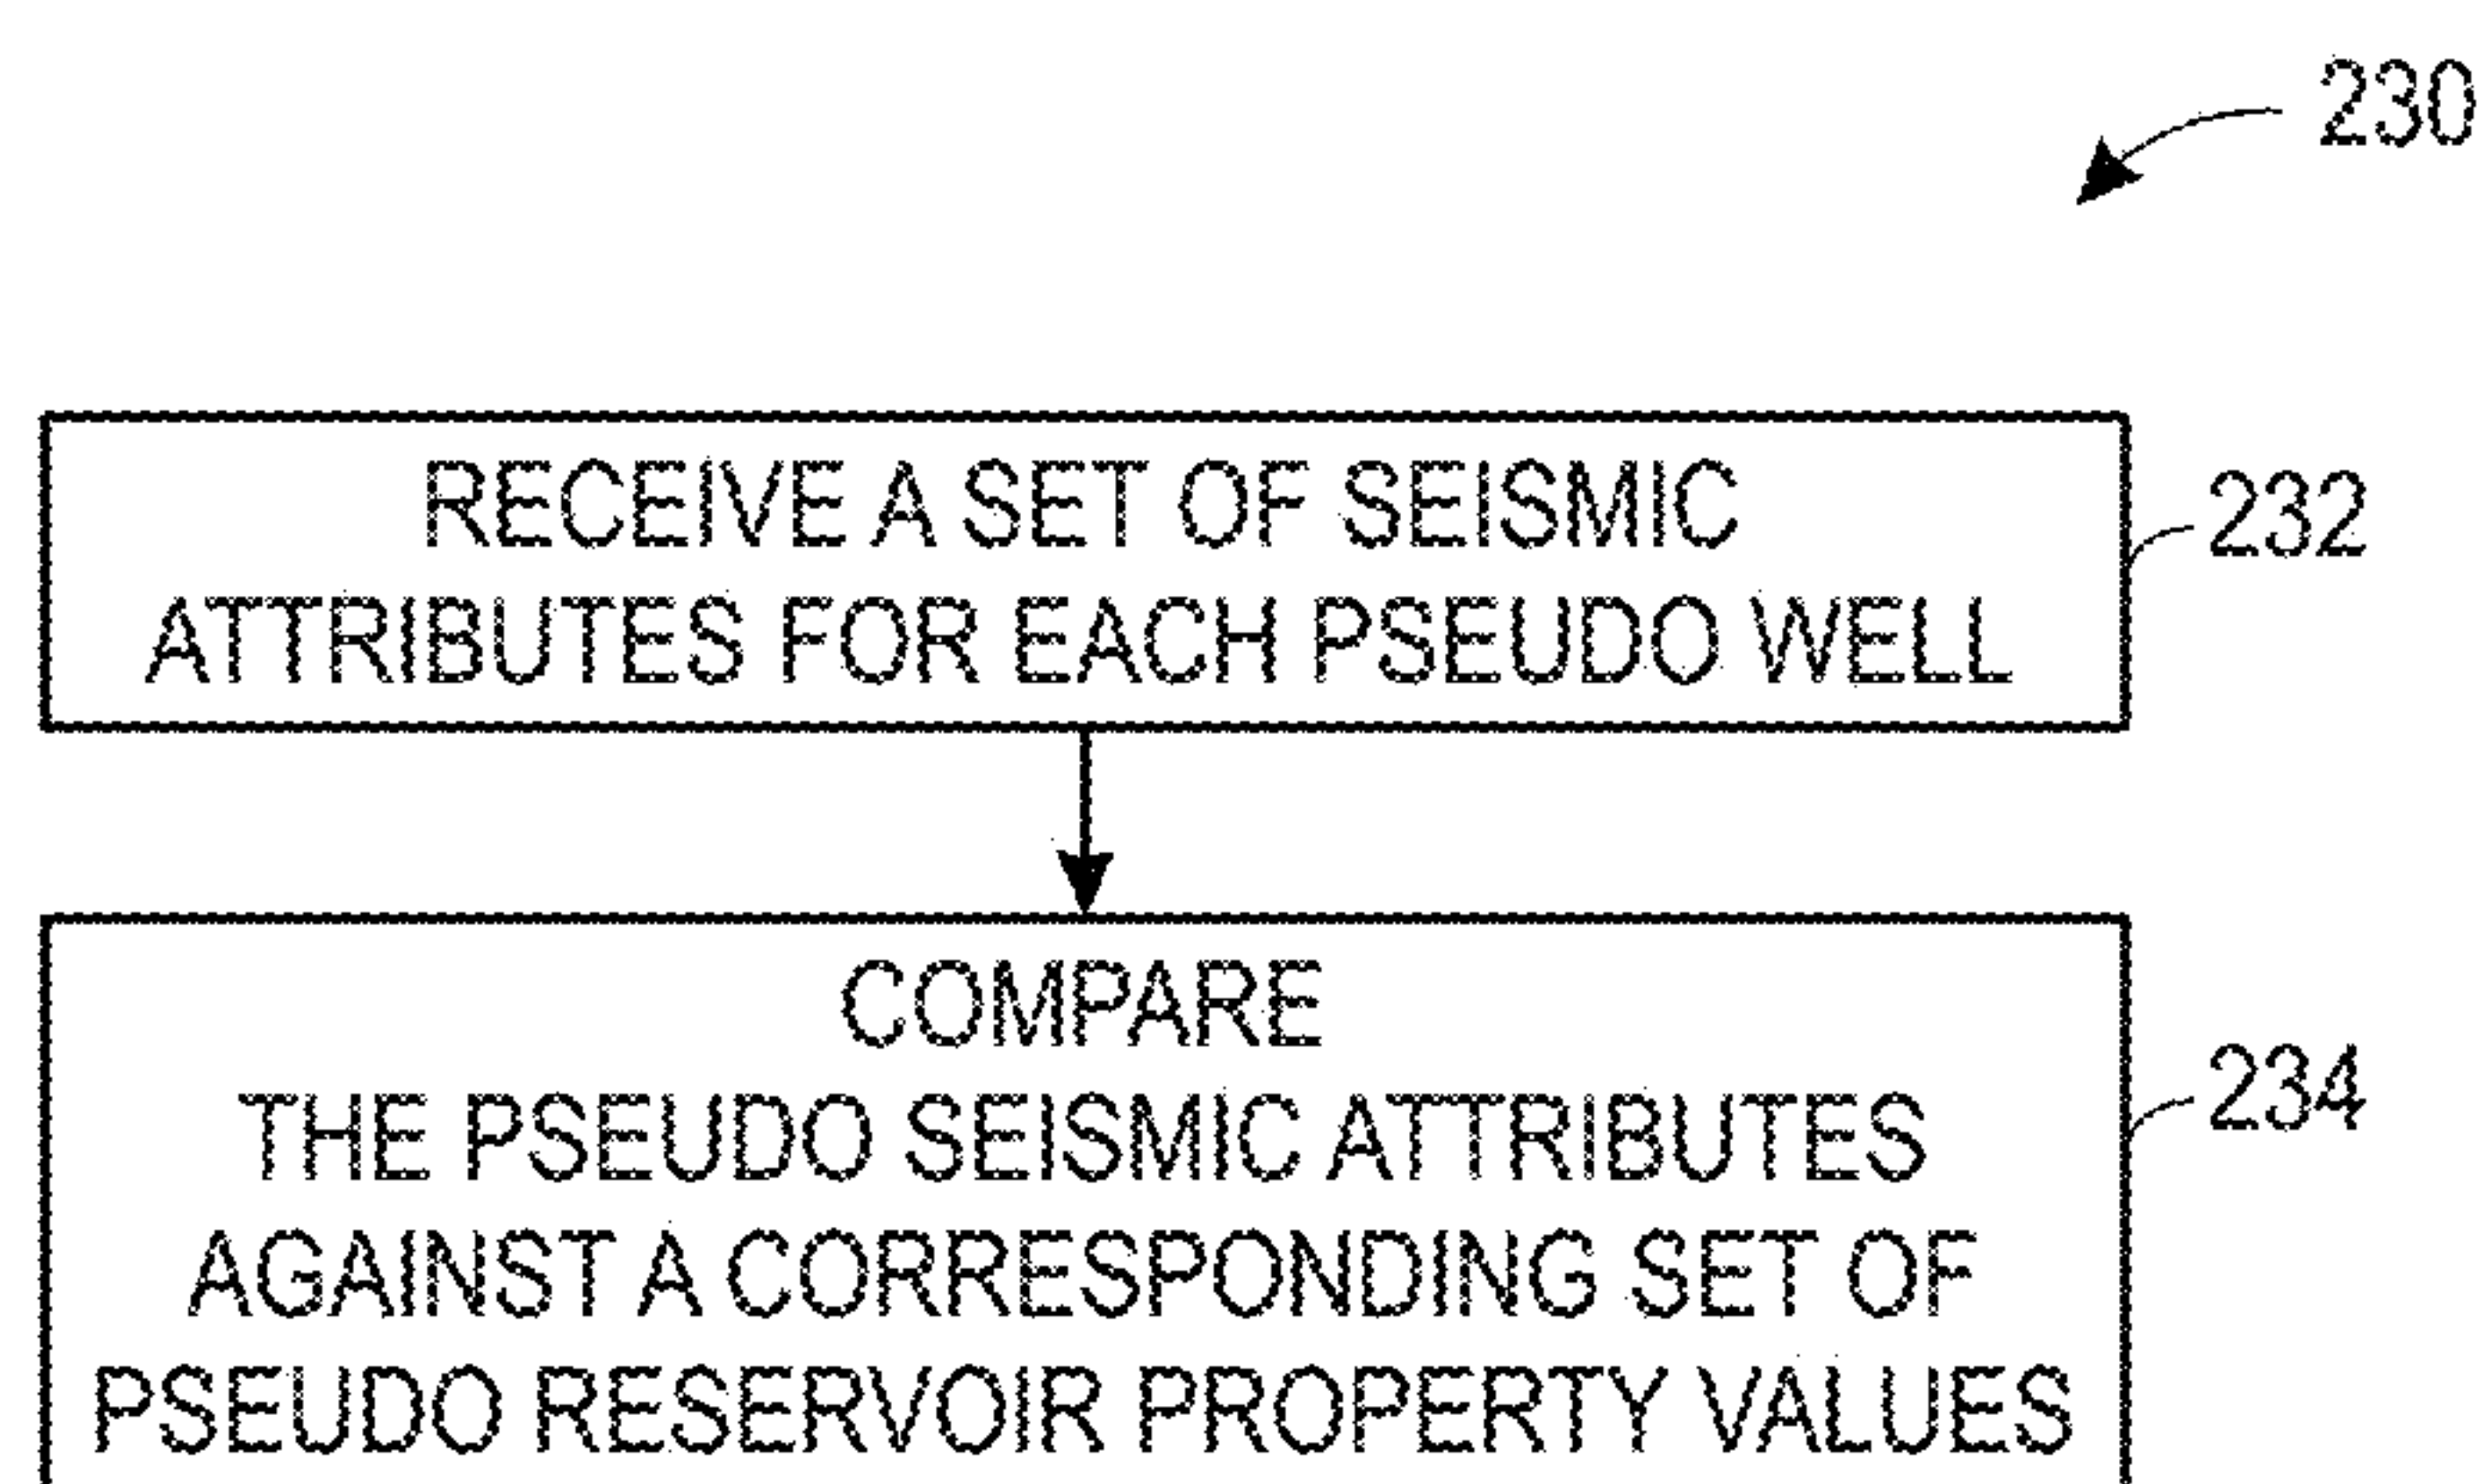 230
RECEIVE A SET OF SEISMIC
ATTRIBUTES FOR EACH PSEUDO WELL
232
COMPARE
THE PSEUDO SEISMIC ATTRIBUTES
AGAINST A CORRESPONDING SET OF
PSEUDO RESERVOIR PROPERTY VALUES
234